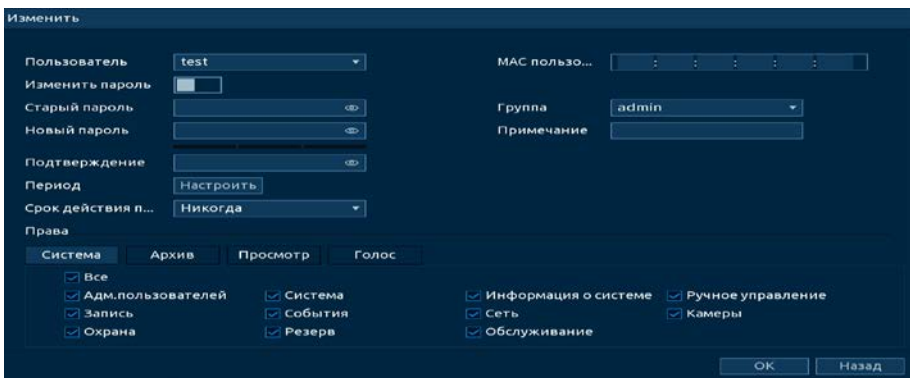 Изменить
Пользователь test МАС пользо... : : : : :
Изменить пароль
Старый пароль Группа admin
Новый пароль Примечание
Подтверждение
Период Настроить
Срок действия п... Никогда
Права
Система Архив Просмотр Голос
Все
Адм.пользователей Система Информация о системе Ручное управление
Запись События Сеть Камеры
Охрана Резерв Обслуживание
ОК Назад